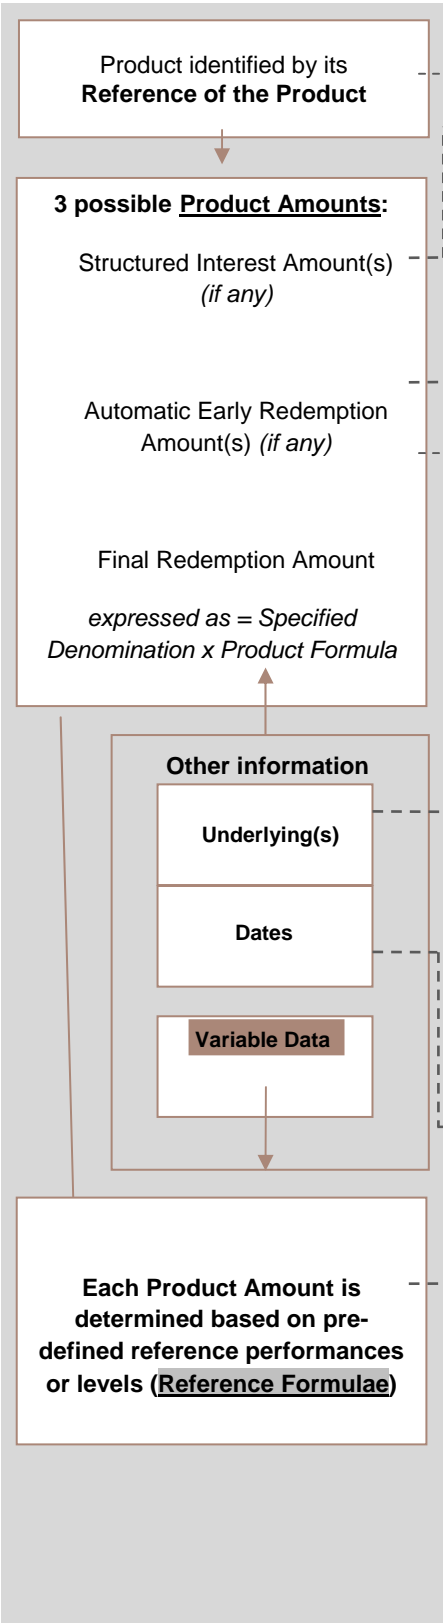 Product identified by its
Reference of the Product
3 possible Product Amounts:
Structured Interest Amount(s)
(if any)
Automatic Early Redemption
Amount(s) (if any)
Final Redemption Amount
expressed as = Specified
Denomination x Product Formula
Other information
Underlying(s)
Dates
Variable Data
Each Product Amount is
determined based on pre-
defined reference performances
or levels (Reference Formulae)